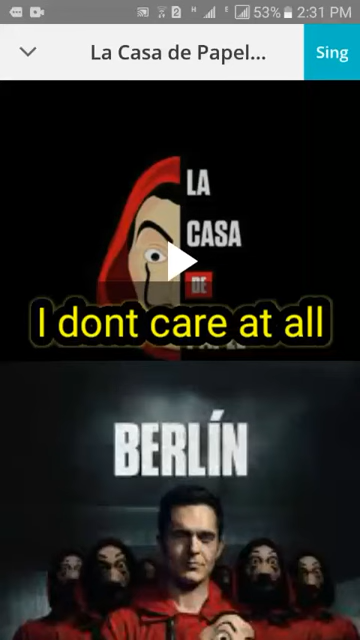 53% 2:31 PM
La Casa de Papel... Sing
LA
CASA
DE
I dont care at all
BERLÍN